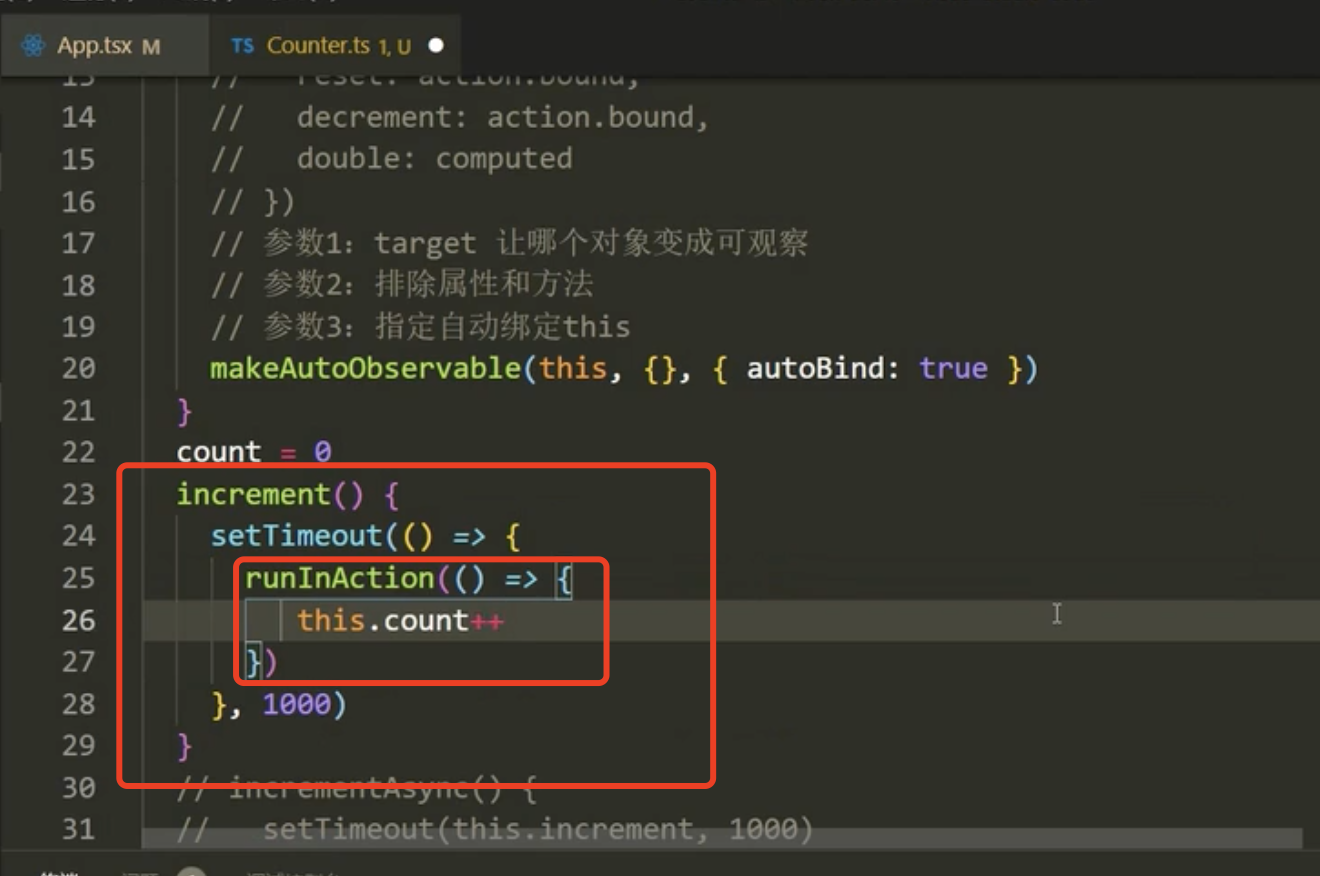 App.tsx M
TS Counter.ts 1, U
13 // reset: action.bound,
14 // decrement: action.bound,
15 // double: computed
16 // })
17 // 参数1: target 让哪个对象变成可观察
18 // 参数2: 排除属性和方法
19 // 参数3: 指定自动绑定this
20 makeAutoObservable(this, {}, { autoBind: true })
21 }
22 count = 0
23 increment() {
24 setTimeout(() => {
25 runInAction(() => {
26 this.count++
27 })
28 }, 1000)
29 }
30 // incrementAsync() {
31 // setTimeout(this.increment, 1000)